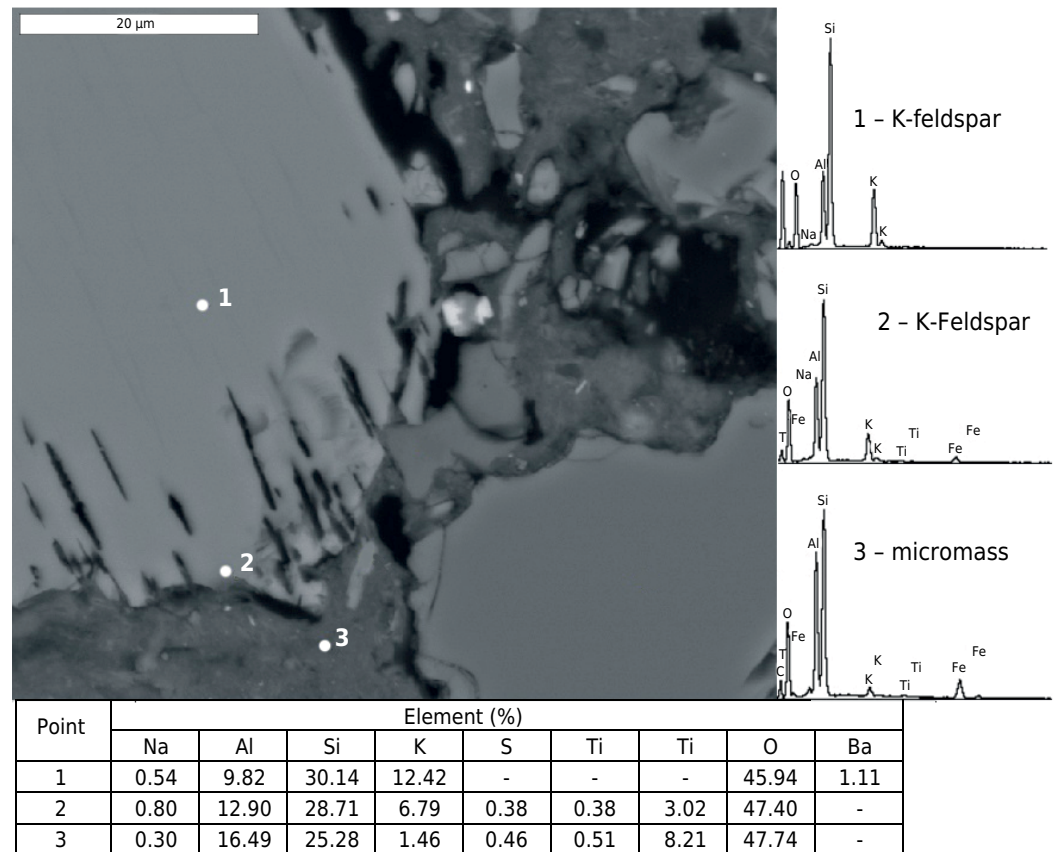 20 µm
1
2
3
Si
1 – K-feldspar
Al
O
K
Na
K
Si
2 – K-Feldspar
Al
Na
O
Fe
K
Ti
Fe
T
K
Ti
Fe
Si
Al
3 – micromass
O
Fe
T
K
Ti
Fe
Fe
C
K
Ti
Point Element (%)
Na Al Si K S Ti Ti O Ba
1 0.54 9.82 30.14 12.42 - - - 45.94 1.11
2 0.80 12.90 28.71 6.79 0.38 0.38 3.02 47.40 -
3 0.30 16.49 25.28 1.46 0.46 0.51 8.21 47.74 -